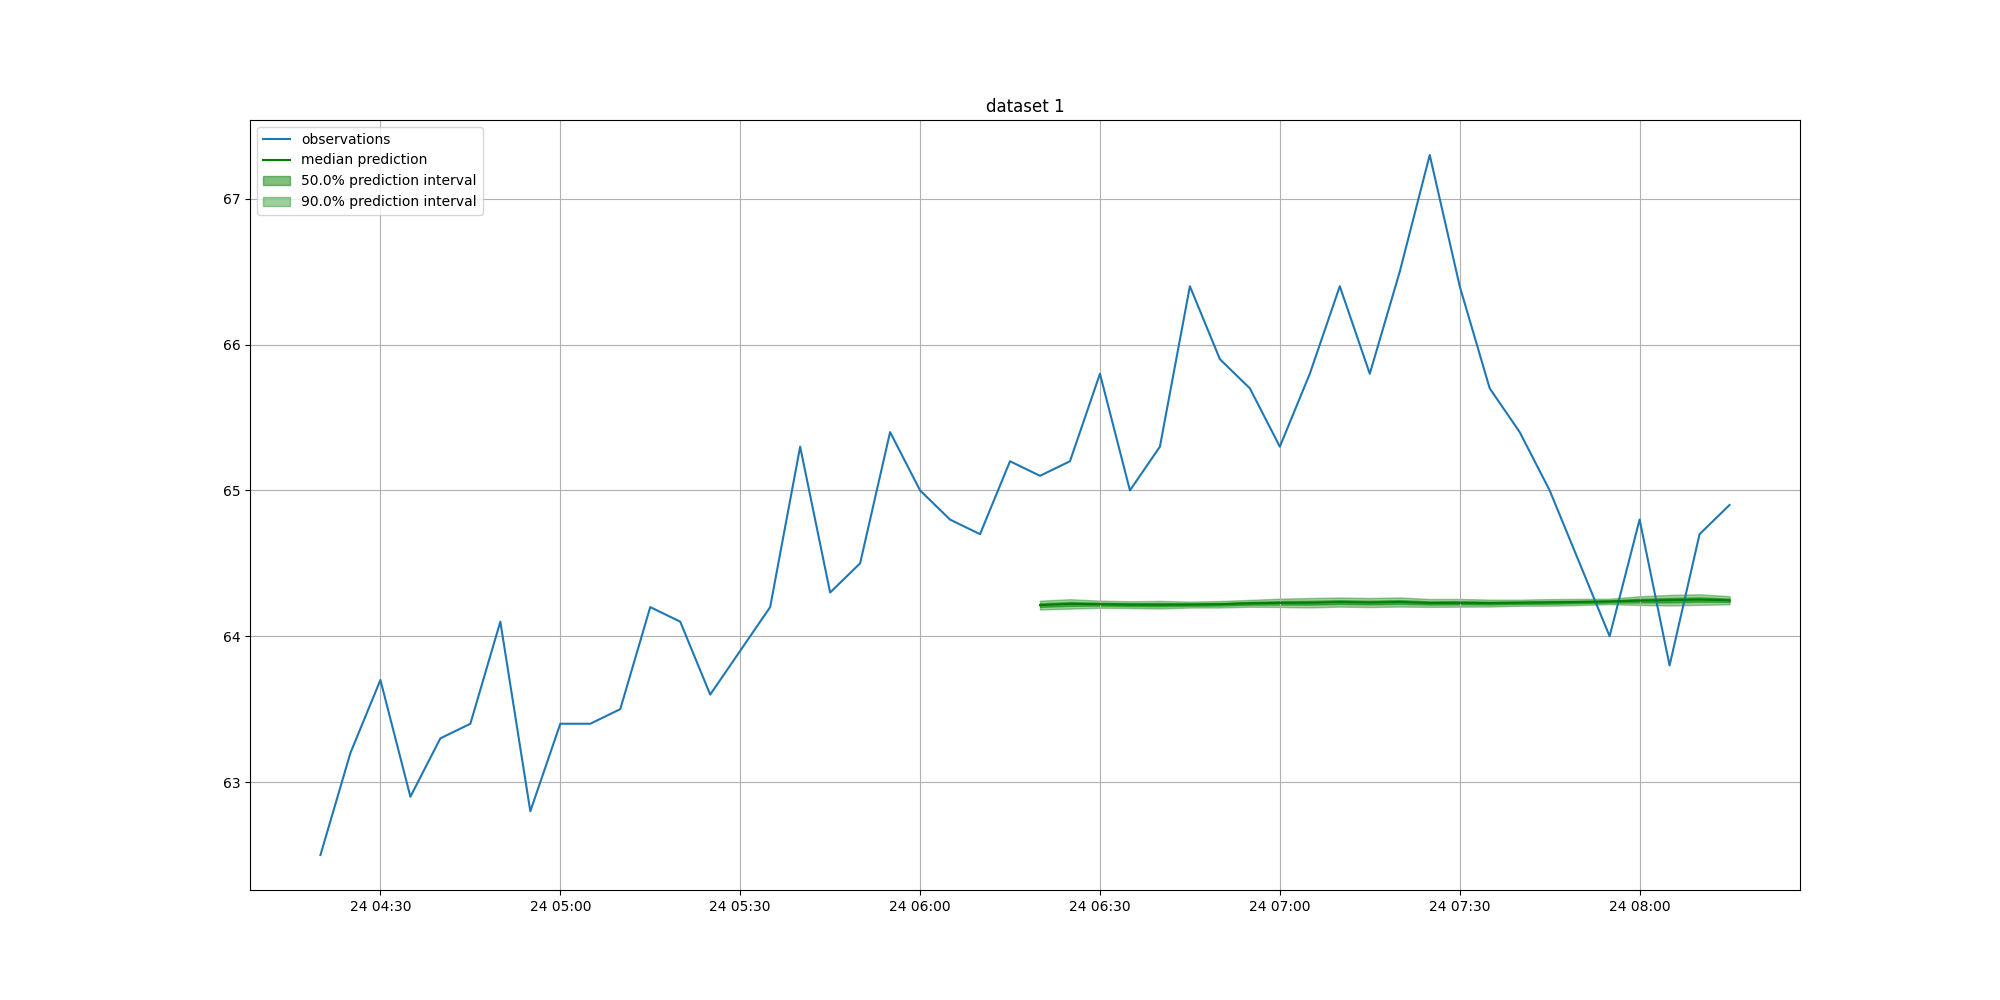 dataset 1
observations
median prediction
50.0% prediction interval
90.0% prediction interval
67
66
65
64
63
24 04:30 24 05:00 24 05:30 24 06:00 24 06:30 24 07:00 24 07:30 24 08:00